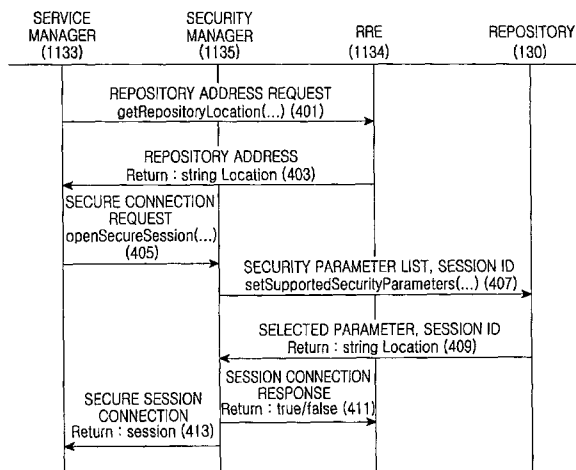 SERVICE MANAGER (1133)
SECURITY MANAGER (1135)
RRE (1134)
REPOSITORY (130)
REPOSITORY ADDRESS REQUEST
getRepositoryLocation(...) (401)
REPOSITORY ADDRESS
Return : string Location (403)
SECURE CONNECTION
REQUEST
openSecureSession(...)
(405)
SECURITY PARAMETER LIST, SESSION ID
setSupportedSecurityParameters(...) (407)
SELECTED PARAMETER, SESSION ID
Return : string Location (409)
SESSION CONNECTION
RESPONSE
Return : true/false (411)
SECURE SESSION
CONNECTION
Return : session (413)